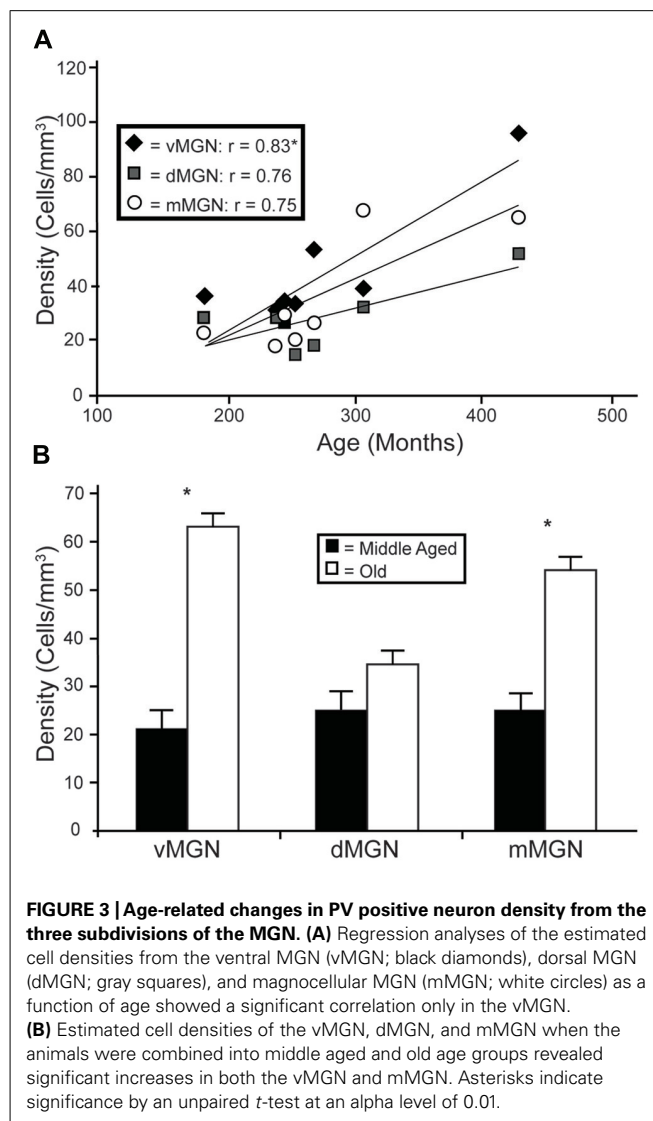 A
120
100
80
60
40
20
0
Density (Cells/mm³)
= vMGN: r = 0.83*
= dMGN: r = 0.76
= mMGN: r = 0.75
100 200 300 400 500
Age (Months)
B
70
60
50
40
30
20
10
0
Density (Cells/mm³)
* *
= Middle Aged
= Old
vMGN dMGN mMGN
FIGURE 3 | Age-related changes in PV positive neuron density from the
three subdivisions of the MGN. (A) Regression analyses of the estimated
cell densities from the ventral MGN (vMGN; black diamonds), dorsal MGN
(dMGN; gray squares), and magnocellular MGN (mMGN; white circles) as a
function of age showed a significant correlation only in the vMGN.
(B) Estimated cell densities of the vMGN, dMGN, and mMGN when the
animals were combined into middle aged and old age groups revealed
significant increases in both the vMGN and mMGN. Asterisks indicate
significance by an unpaired t-test at an alpha level of 0.01.